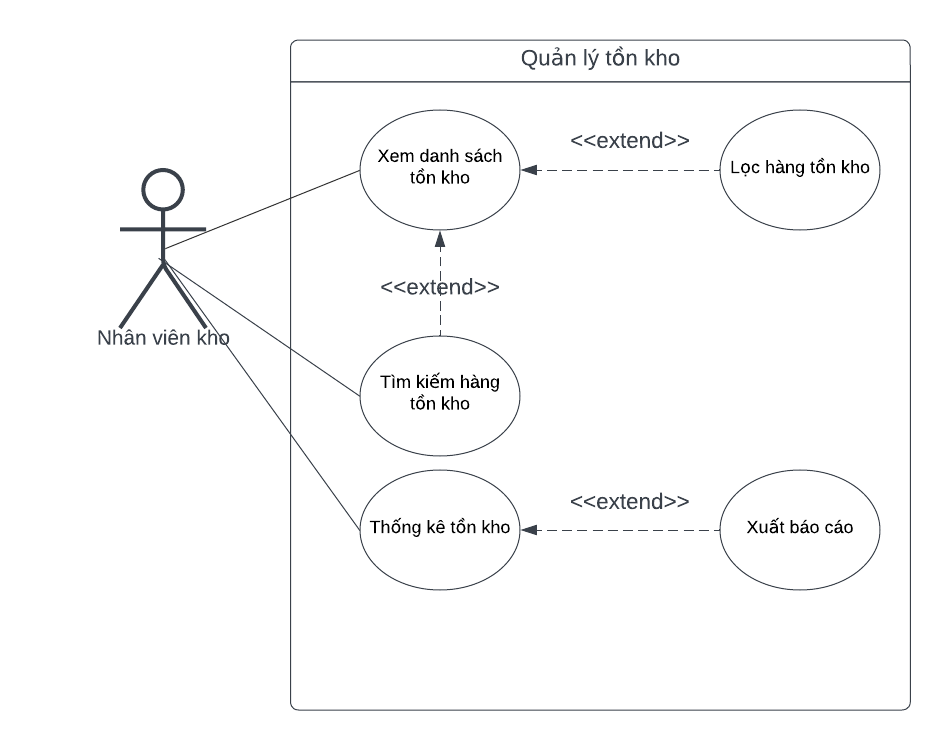 Quản lý tồn kho
Xem danh sách
tồn kho
<<extend>>
Lọc hàng tồn kho
<<extend>>
Nhân viên kho
Tìm kiếm hàng
tồn kho
Thống kê tồn kho
<<extend>>
Xuất báo cáo